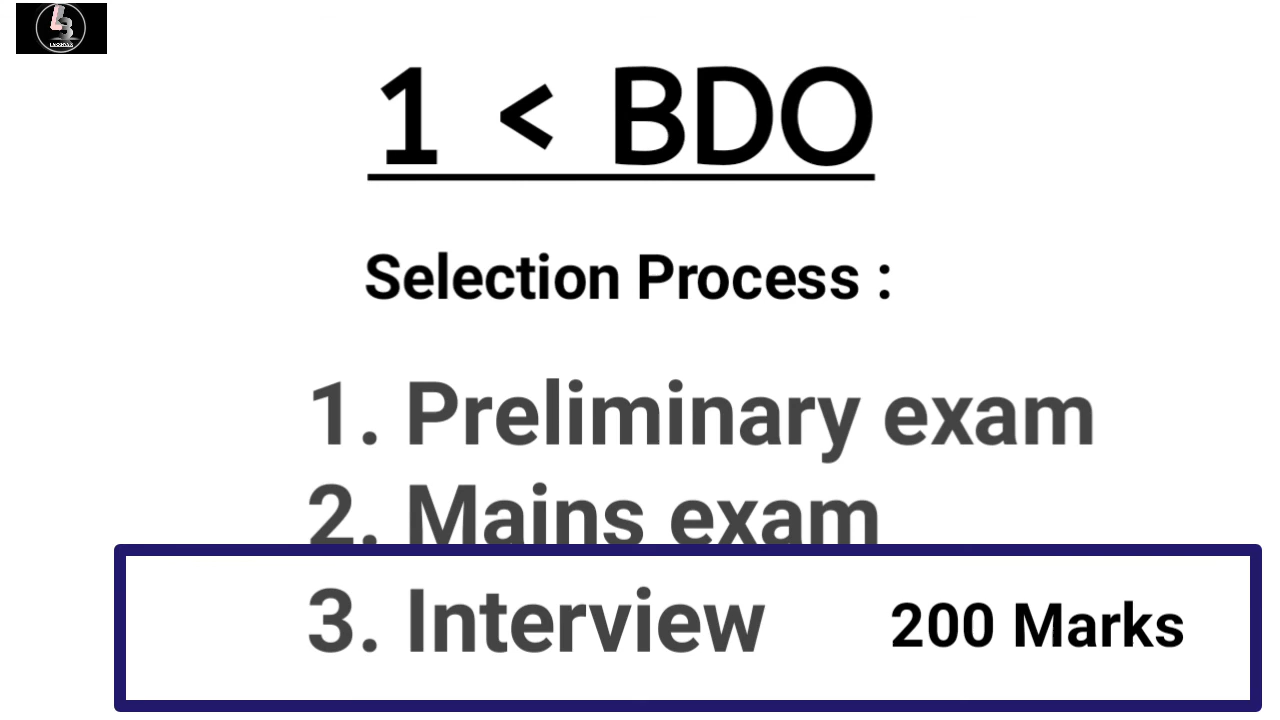 1 < BDO
Selection Process :
1. Preliminary exam
2. Mains exam
3. Interview 200 Marks